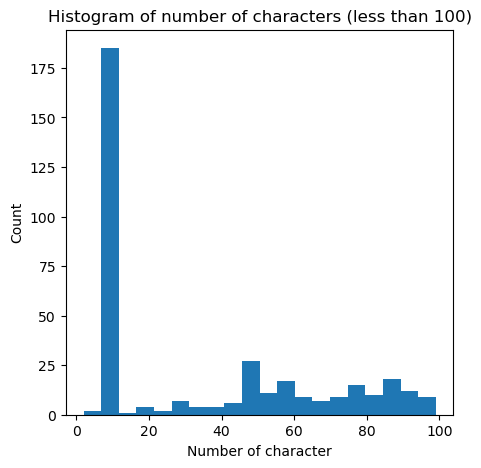 Histogram of number of characters (less than 100)
175
150
125
100
75
50
25
0
Count
0 20 40 60 80 100
Number of character